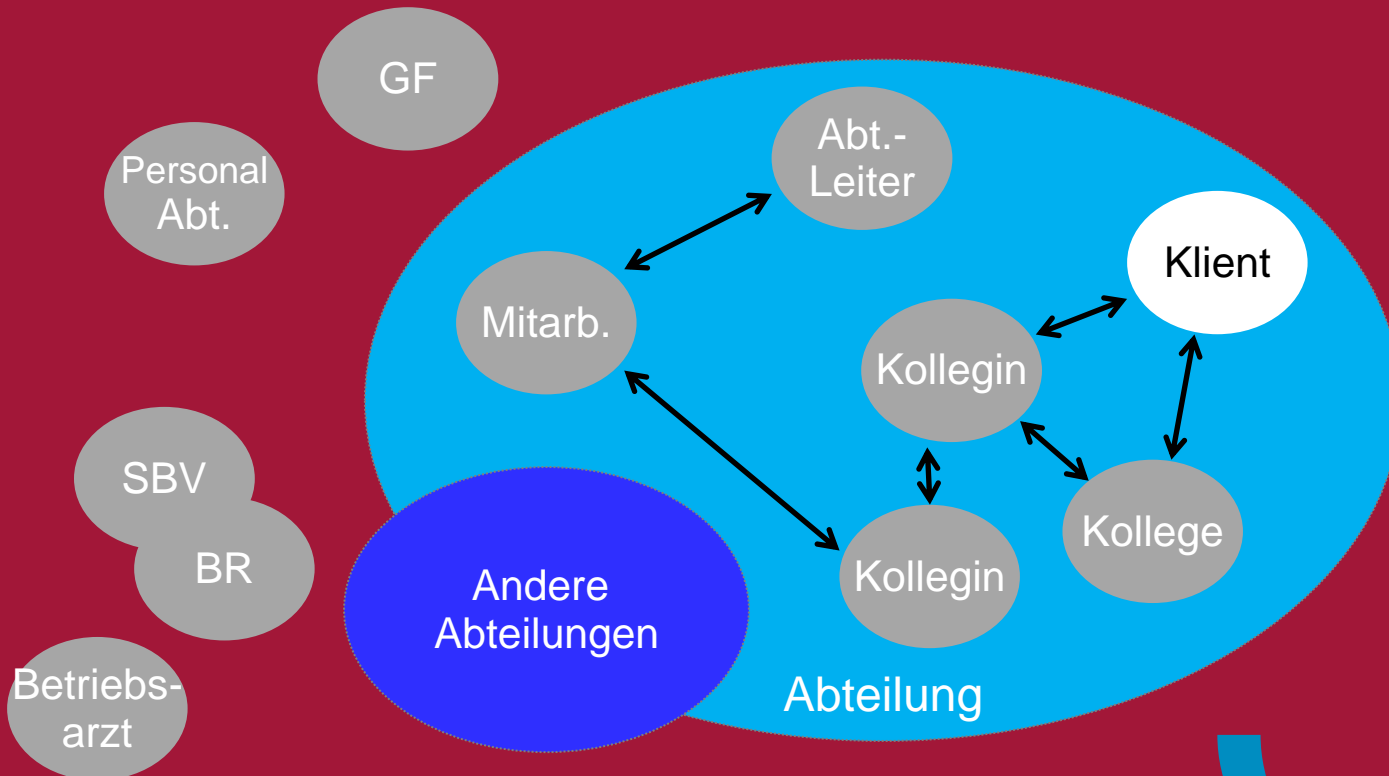 GF
Abt.-
Leiter
Personal
Abt.
Klient
Mitarb.
Kollegin
SBV
Kollege
BR
Kollegin
Andere
Abteilungen
Abteilung
Betriebs-
arzt